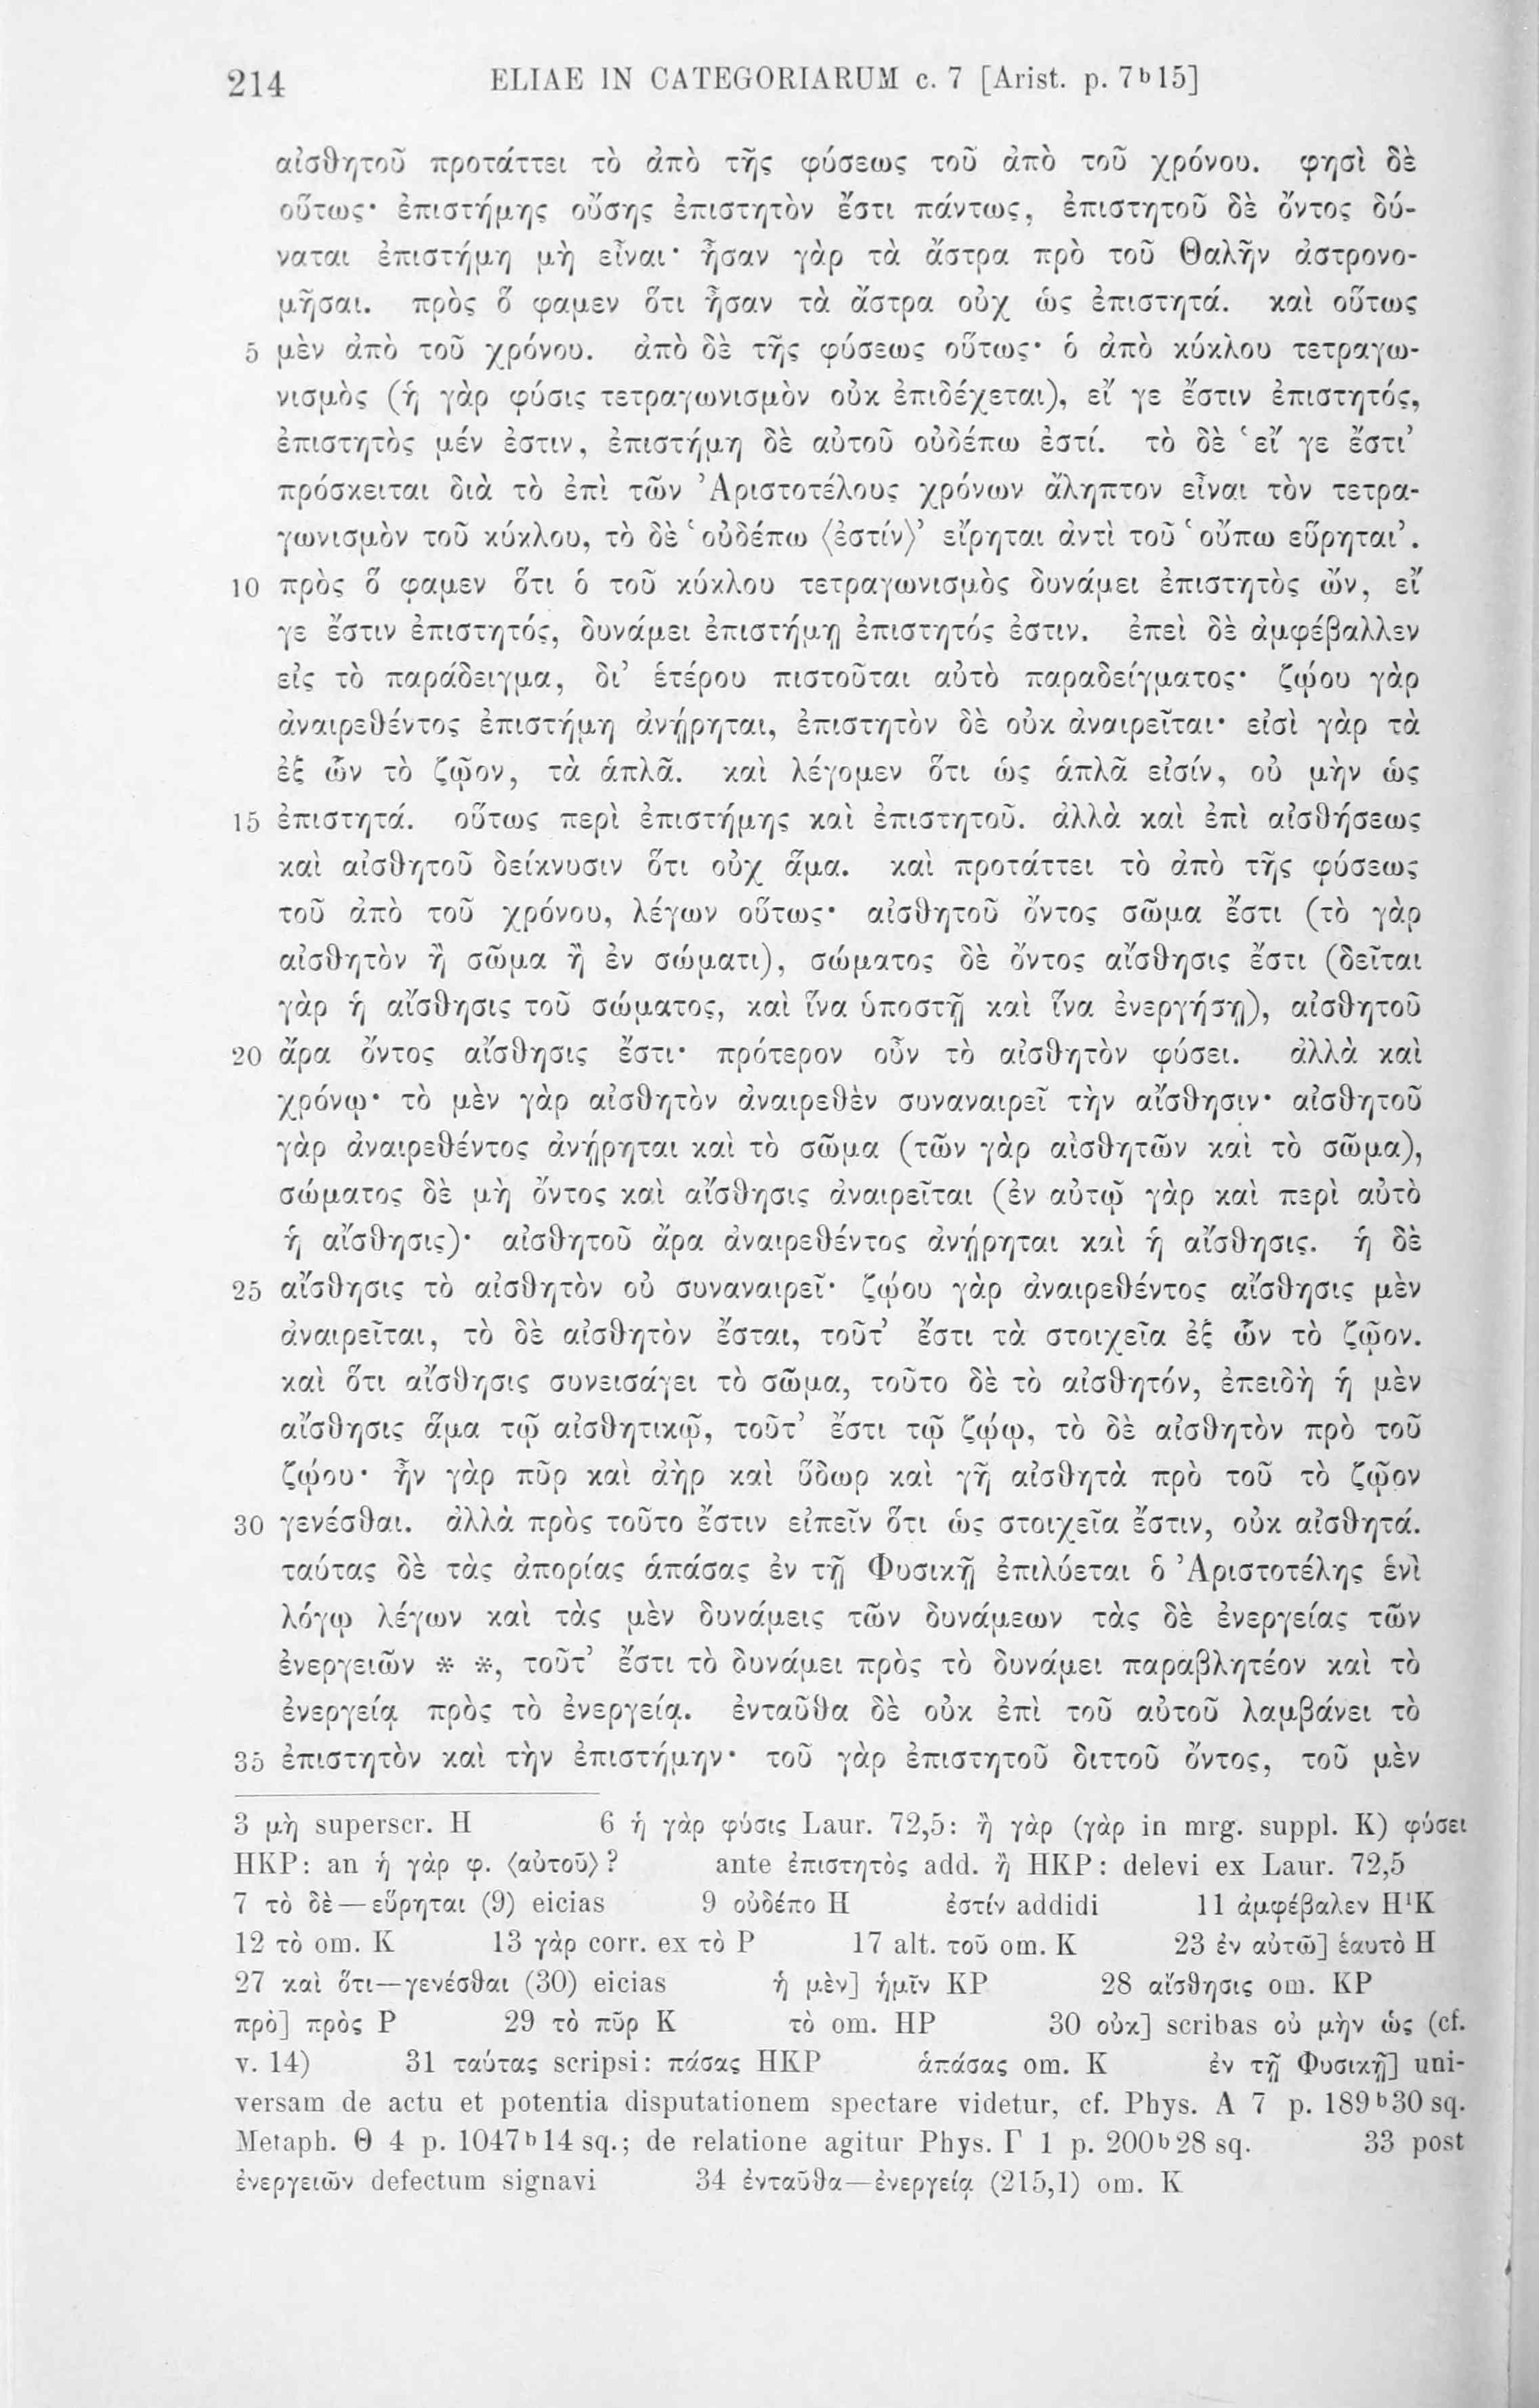 214 ELIAE IN CATEGORIARUM c. 7 [Arist. p. 7ᵇ15]
αἰσθητοῦ προτάττει τὸ ἀπὸ τῆς φύσεως τοῦ ἀπὸ τοῦ χρόνου. φησὶ δὲ
οὕτως· ἐπιστήμης οὔσης ἐπιστητὸν ἔστι πάντως, ἐπιστητοῦ δὲ ὄντος δύ-
ναται ἐπιστήμη μὴ εἶναι· ἦσαν γὰρ τὰ ἄστρα πρὸ τοῦ Θαλῆν ἀστρονο-
μῆσαι. πρὸς ὅ φαμεν ὅτι ἦσαν τὰ ἄστρα οὐχ ὡς ἐπιστητά. καὶ οὕτως
5 μὲν ἀπὸ τοῦ χρόνου. ἀπὸ δὲ τῆς φύσεως οὕτως· ὁ ἀπὸ κύκλου τετραγω-
νισμὸς (ἡ γὰρ φύσις τετραγωνισμὸν οὐκ ἐπιδέχεται), εἴ γε ἔστιν ἐπιστητός,
ἐπιστητὸς μέν ἐστιν, ἐπιστήμη δὲ αὐτοῦ οὐδέπω ἐστί. τὸ δὲ ‘εἴ γε ἔστι’
πρόσκειται διὰ τὸ ἐπὶ τῶν Ἀριστοτέλους χρόνων ἄληπτον εἶναι τὸν τετρα-
γωνισμὸν τοῦ κύκλου, τὸ δὲ ‘οὐδέπω ⟨ἐστίν⟩’ εἴρηται ἀντὶ τοῦ ‘οὔπω εὕρηται’.
10 πρὸς ὅ φαμεν ὅτι ὁ τοῦ κύκλου τετραγωνισμὸς δυνάμει ἐπιστητὸς ὤν, εἴ
γε ἔστιν ἐπιστητός, δυνάμει ἐπιστήμῃ ἐπιστητός ἐστιν. ἐπεὶ δὲ ἀμφέβαλλεν
εἰς τὸ παράδειγμα, δι’ ἑτέρου πιστοῦται αὐτὸ παραδείγματος· ζῴου γὰρ
ἀναιρεθέντος ἐπιστήμη ἀνῄρηται, ἐπιστητὸν δὲ οὐκ ἀναιρεῖται· εἰσὶ γὰρ τὰ
ἐξ ὧν τὸ ζῷον, τὰ ἁπλᾶ. καὶ λέγομεν ὅτι ὡς ἁπλᾶ εἰσίν, οὐ μὴν ὡς
15 ἐπιστητά. οὕτως περὶ ἐπιστήμης καὶ ἐπιστητοῦ. ἀλλὰ καὶ ἐπὶ αἰσθήσεως
καὶ αἰσθητοῦ δείκνυσιν ὅτι οὐχ ἅμα. καὶ προτάττει τὸ ἀπὸ τῆς φύσεως
τοῦ ἀπὸ τοῦ χρόνου, λέγων οὕτως· αἰσθητοῦ ὄντος σῶμα ἔστι (τὸ γὰρ
αἰσθητὸν ἢ σῶμα ἢ ἐν σώματι), σώματος δὲ ὄντος αἴσθησις ἔστι (δεῖται
γὰρ ἡ αἴσθησις τοῦ σώματος, καὶ ἵνα ὑποστῇ καὶ ἵνα ἐνεργήσῃ), αἰσθητοῦ
20 ἄρα ὄντος αἴσθησις ἔστι· πρότερον οὖν τὸ αἰσθητὸν φύσει. ἀλλὰ καὶ
χρόνῳ· τὸ μὲν γὰρ αἰσθητὸν ἀναιρεθὲν συναναιρεῖ τὴν αἴσθησιν· αἰσθητοῦ
γὰρ ἀναιρεθέντος ἀνῄρηται καὶ τὸ σῶμα (τῶν γὰρ αἰσθητῶν καὶ τὸ σῶμα),
σώματος δὲ μὴ ὄντος καὶ αἴσθησις ἀναιρεῖται (ἐν αὐτῷ γὰρ καὶ περὶ αὐτὸ
ἡ αἴσθησις)· αἰσθητοῦ ἄρα ἀναιρεθέντος ἀνῄρηται καὶ ἡ αἴσθησις. ἡ δὲ
25 αἴσθησις τὸ αἰσθητὸν οὐ συναναιρεῖ· ζῴου γὰρ ἀναιρεθέντος αἴσθησις μὲν
ἀναιρεῖται, τὸ δὲ αἰσθητὸν ἔσται, τοῦτ’ ἔστι τὰ στοιχεῖα ἐξ ὧν τὸ ζῷον.
καὶ ὅτι αἴσθησις συνεισάγει τὸ σῶμα, τοῦτο δὲ τὸ αἰσθητόν, ἐπειδὴ ἡ μὲν
αἴσθησις ἅμα τῷ αἰσθητικῷ, τοῦτ’ ἔστι τῷ ζῴῳ, τὸ δὲ αἰσθητὸν πρὸ τοῦ
ζῴου· ἦν γὰρ πῦρ καὶ ἀὴρ καὶ ὕδωρ καὶ γῆ αἰσθητὰ πρὸ τοῦ τὸ ζῷον
30 γενέσθαι. ἀλλὰ πρὸς τοῦτο ἔστιν εἰπεῖν ὅτι ὡς στοιχεῖα ἔστιν, οὐκ αἰσθητά.
ταύτας δὲ τὰς ἀπορίας ἁπάσας ἐν τῇ Φυσικῇ ἐπιλύεται ὁ Ἀριστοτέλης ἑνὶ
λόγῳ λέγων καὶ τὰς μὲν δυνάμεις τῶν δυνάμεων τὰς δὲ ἐνεργείας τῶν
ἐνεργειῶν * *, τοῦτ’ ἔστι τὸ δυνάμει πρὸς τὸ δυνάμει παραβλητέον καὶ τὸ
ἐνεργείᾳ πρὸς τὸ ἐνεργείᾳ. ἐνταῦθα δὲ οὐκ ἐπὶ τοῦ αὐτοῦ λαμβάνει τὸ
35 ἐπιστητὸν καὶ τὴν ἐπιστήμην· τοῦ γὰρ ἐπιστητοῦ διττοῦ ὄντος, τοῦ μὲν
3 μὴ superscr. H 6 ἡ γὰρ φύσις Laur. 72,5: ἢ γὰρ (γὰρ in mrg. suppl. K) φύσει
HKP: an ἡ γὰρ φ. ⟨αὐτοῦ⟩? ante ἐπιστητὸς add. ἢ HKP: delevi ex Laur. 72,5
7 τὸ δὲ—εὕρηται (9) eicias 9 οὐδέπο H ἐστίν addidi 11 ἀμφέβαλεν H¹K
12 τὸ om. K 13 γὰρ corr. ex τὸ P 17 alt. τοῦ om. K 23 ἐν αὐτῶ] ἑαυτὸ H
27 καὶ ὅτι—γενέσθαι (30) eicias ἡ μὲν] ἡμῖν KP 28 αἴσθησις om. KP
πρὸ] πρὸς P 29 τὸ πῦρ K τὸ om. HP 30 οὐκ] scribas οὐ μὴν ὡς (cf.
v. 14) 31 ταύτας scripsi: πάσας HKP ἁπάσας om. K ἐν τῇ Φυσικῇ] uni-
versam de actu et potentia disputationem spectare videtur, cf. Phys. A 7 p. 189ᵇ30 sq.
Metaph. Θ 4 p. 1047ᵇ14 sq.; de relatione agitur Phys. Γ 1 p. 200ᵇ28 sq. 33 post
ἐνεργειῶν defectum signavi 34 ἐνταῦθα—ἐνεργείᾳ (215,1) om. K